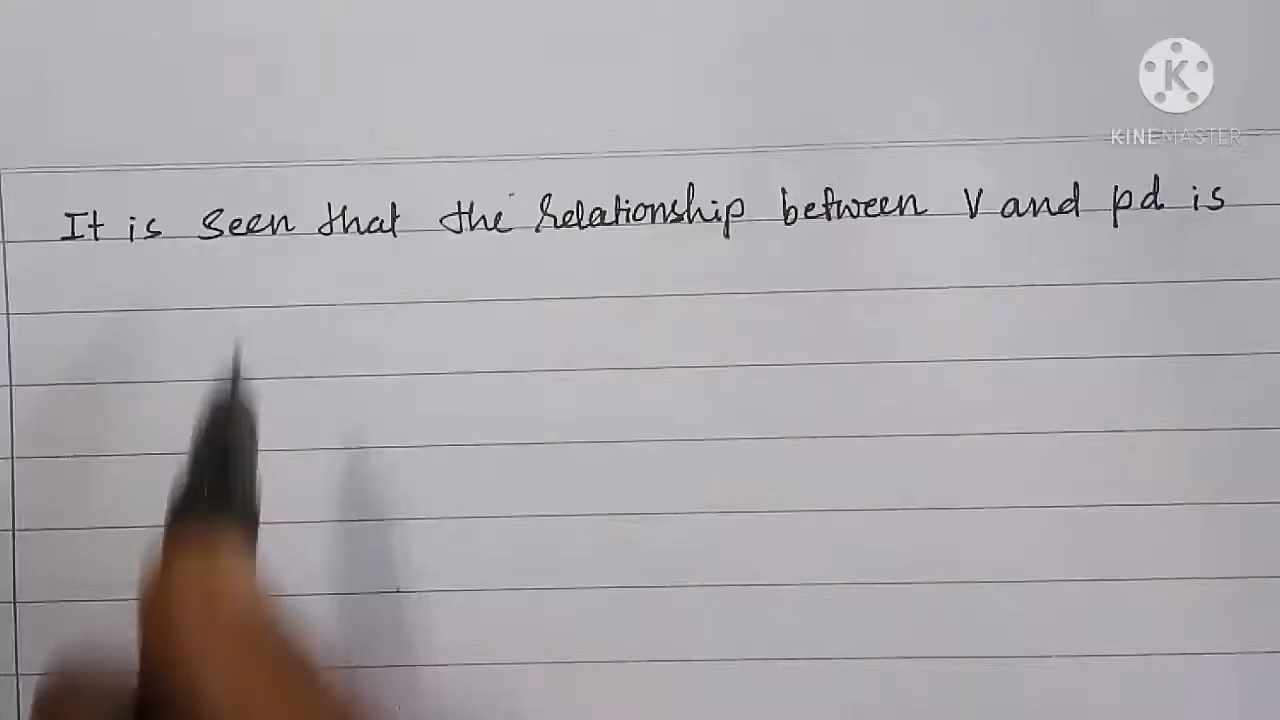 K
KINEMASTER
It is seen that the relationship between V and pd is